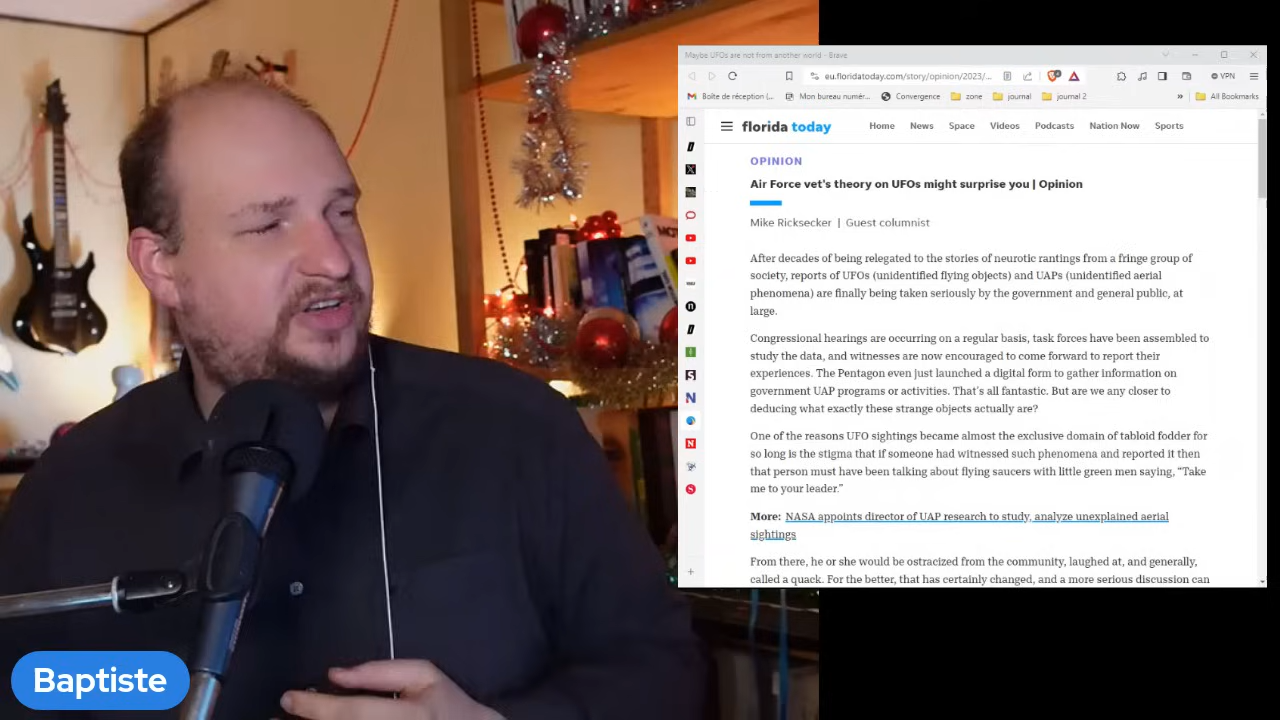 Maybe UFOs are not from another world - Brave
eu.floridatoday.com/story/opinion/2023/...
VPN
Boîte de réception (...
Mon bureau numér...
Convergence
zone
journal
journal 2
»
All Bookmarks
florida today
Home
News
Space
Videos
Podcasts
Nation Now
Sports
OPINION
Air Force vet's theory on UFOs might surprise you | Opinion
Mike Ricksecker | Guest columnist
After decades of being relegated to the stories of neurotic rantings from a fringe group of
society, reports of UFOs (unidentified flying objects) and UAPs (unidentified aerial
phenomena) are finally being taken seriously by the government and general public, at
large.
Congressional hearings are occurring on a regular basis, task forces have been assembled to
study the data, and witnesses are now encouraged to come forward to report their
experiences. The Pentagon even just launched a digital form to gather information on
government UAP programs or activities. That's all fantastic. But are we any closer to
deducing what exactly these strange objects actually are?
One of the reasons UFO sightings became almost the exclusive domain of tabloid fodder for
so long is the stigma that if someone had witnessed such phenomena and reported it then
that person must have been talking about flying saucers with little green men saying, “Take
me to your leader.”
More: NASA appoints director of UAP research to study, analyze unexplained aerial
sightings
From there, he or she would be ostracized from the community, laughed at, and generally,
called a quack. For the better, that has certainly changed, and a more serious discussion can
Baptiste